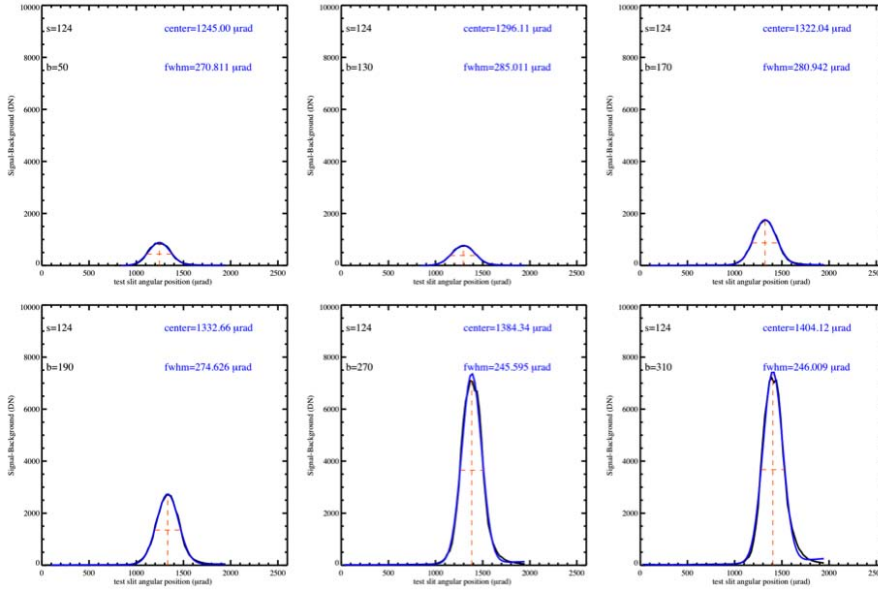 s=124 center=1245.00 μrad
b=50 fwhm=270.811 μrad
10000
8000
6000
4000
2000
0
Signal-Background (DN)
0 500 1000 1500 2000 2500
test slit angular position (μrad)
s=124 center=1296.11 μrad
b=130 fwhm=285.011 μrad
10000
8000
6000
4000
2000
0
Signal-Background (DN)
0 500 1000 1500 2000 2500
test slit angular position (μrad)
s=124 center=1322.04 μrad
b=170 fwhm=280.942 μrad
10000
8000
6000
4000
2000
0
Signal-Background (DN)
0 500 1000 1500 2000 2500
test slit angular position (μrad)
s=124 center=1332.66 μrad
b=190 fwhm=274.626 μrad
10000
8000
6000
4000
2000
0
Signal-Background (DN)
0 500 1000 1500 2000 2500
test slit angular position (μrad)
s=124 center=1384.34 μrad
b=270 fwhm=245.595 μrad
10000
8000
6000
4000
2000
0
Signal-Background (DN)
0 500 1000 1500 2000 2500
test slit angular position (μrad)
s=124 center=1404.12 μrad
b=310 fwhm=246.009 μrad
10000
8000
6000
4000
2000
0
Signal-Background (DN)
0 500 1000 1500 2000 2500
test slit angular position (μrad)